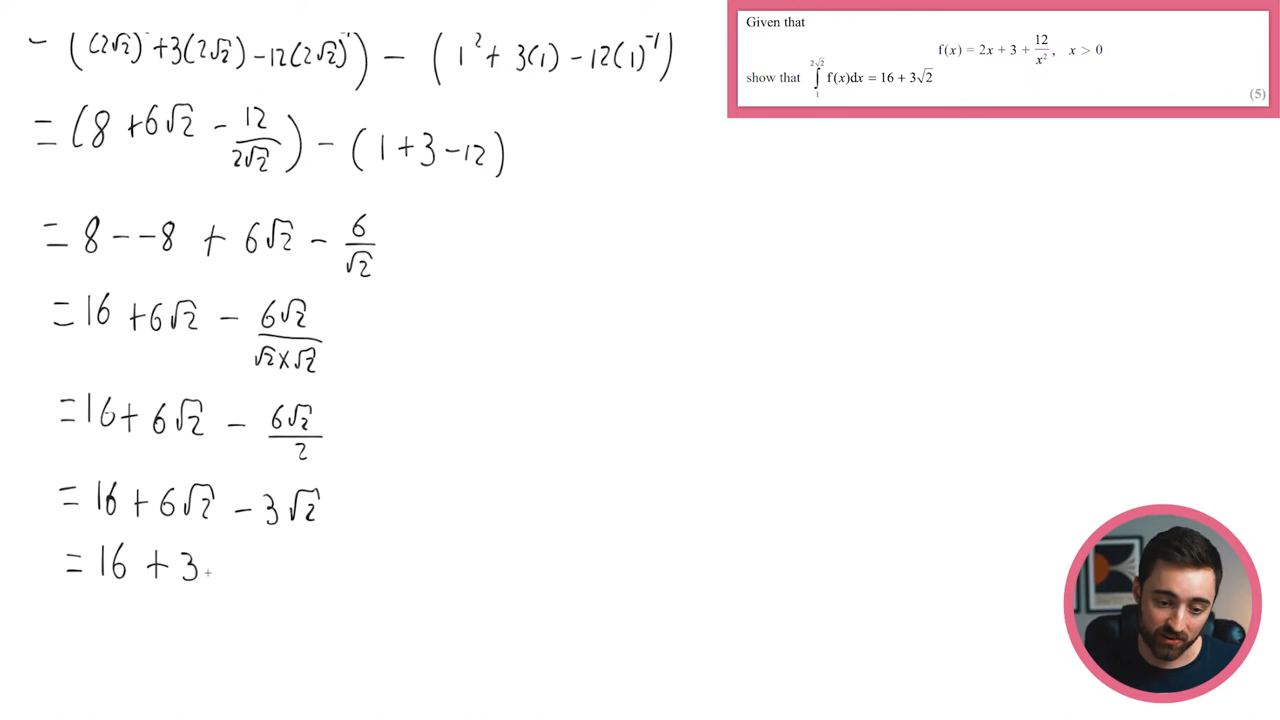 - ((2√2)² + 3(2√2) - 12(2√2)⁻¹) - (1² + 3(1) - 12(1)⁻¹)
= (8 + 6√2 - 12/2√2) - (1 + 3 - 12)
= 8 - - 8 + 6√2 - 6/√2
= 16 + 6√2 - 6√2/√2×√2
= 16 + 6√2 - 6√2/2
= 16 + 6√2 - 3√2
= 16 + 3
Given that
f(x) = 2x + 3 + 12/x², x > 0
show that ∫₁^(2√2) f(x)dx = 16 + 3√2
(5)